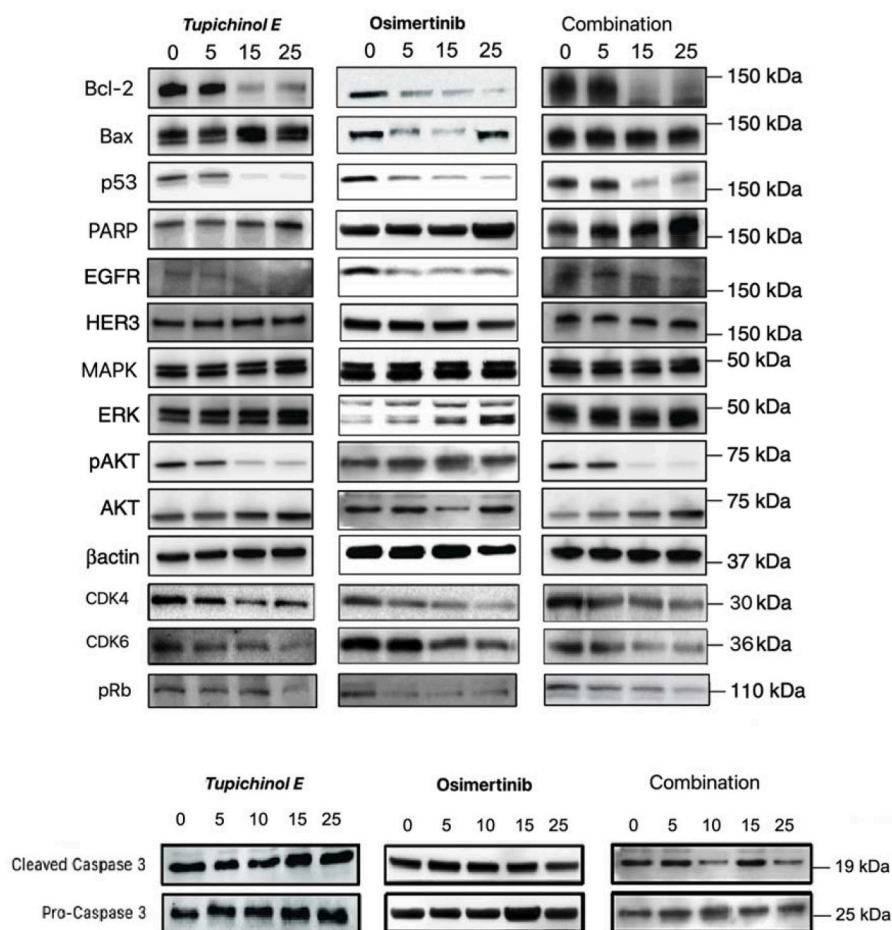 Tupichinol E Osimertinib Combination
0 5 15 25 0 5 15 25 0 5 15 25
Bcl-2 150 kDa
Bax 150 kDa
p53 150 kDa
PARP 150 kDa
EGFR 150 kDa
HER3 150 kDa
MAPK 50 kDa
ERK 50 kDa
pAKT 75 kDa
AKT 75 kDa
βactin 37 kDa
CDK4 30 kDa
CDK6 36 kDa
pRb 110 kDa
Tupichinol E Osimertinib Combination
0 5 10 15 25 0 5 10 15 25 0 5 10 15 25
Cleaved Caspase 3 19 kDa
Pro-Caspase 3 25 kDa